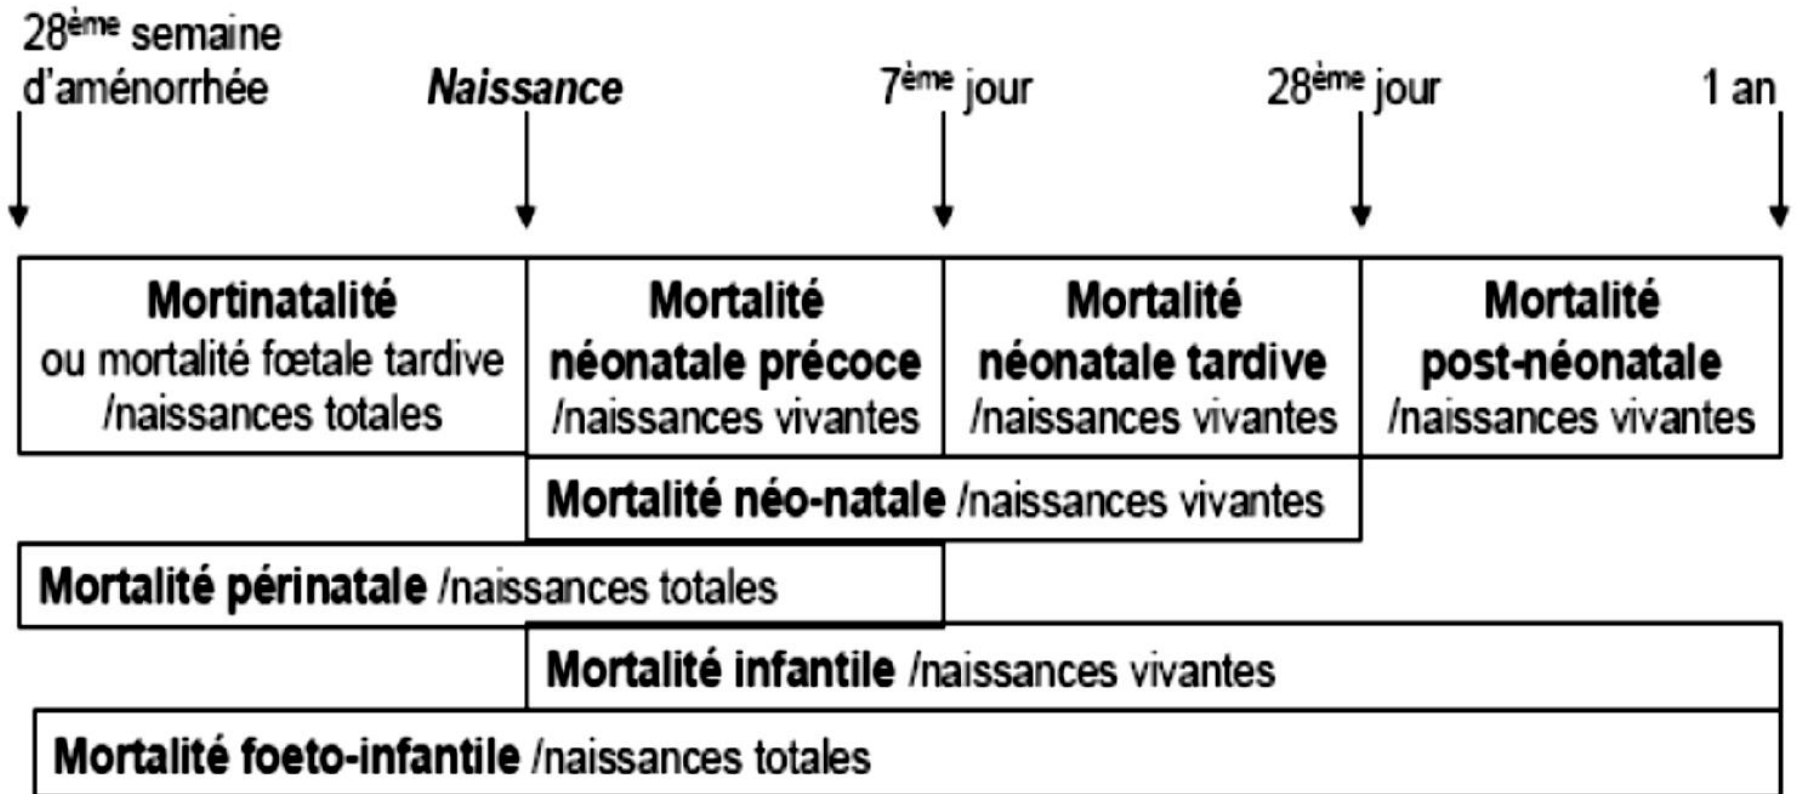 28ème semaine
d'aménorrhée
Naissance
7ème jour
28ème jour
1 an
Mortinatalité
ou mortalité fœtale tardive
/naissances totales
Mortalité
néonatale précoce
/naissances vivantes
Mortalité
néonatale tardive
/naissances vivantes
Mortalité
post-néonatale
/naissances vivantes
Mortalité néo-natale /naissances vivantes
Mortalité périnatale /naissances totales
Mortalité infantile /naissances vivantes
Mortalité foeto-infantile /naissances totales